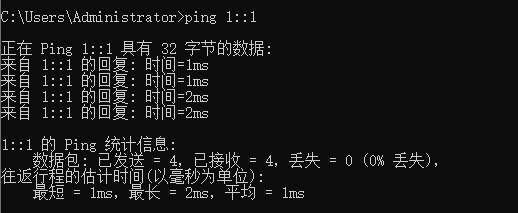 C:\Users\Administrator>ping 1::1
正在 Ping 1::1 具有 32 字节的数据:
来自 1::1 的回复: 时间=1ms
来自 1::1 的回复: 时间=1ms
来自 1::1 的回复: 时间=2ms
来自 1::1 的回复: 时间=2ms
1::1 的 Ping 统计信息:
数据包: 已发送 = 4, 已接收 = 4, 丢失 = 0 (0% 丢失),
往返行程的估计时间(以毫秒为单位):
最短 = 1ms, 最长 = 2ms, 平均 = 1ms